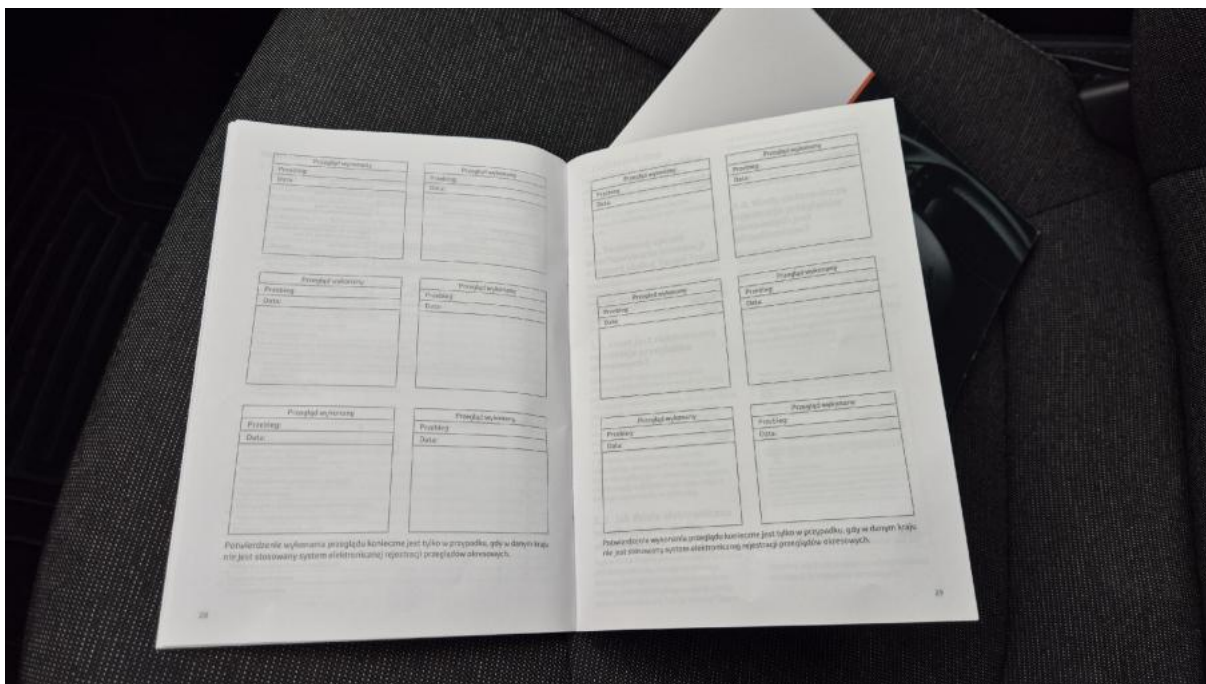 Przegląd wykonany
Przebieg:
Data:
Przegląd wykonany
Przebieg:
Data:
Przegląd wykonany
Przebieg:
Data:
Przegląd wykonany
Przebieg:
Data:
Przegląd wykonany
Przebieg:
Data:
Przegląd wykonany
Przebieg:
Data:
Potwierdzenie wykonania przeglądu konieczne jest tylko w przypadku, gdy w danym kraju
nie jest stosowany system elektronicznej rejestracji przeglądów okresowych.
28
Przegląd wykonany
Przebieg:
Data:
Przegląd wykonany
Przebieg:
Data:
Przegląd wykonany
Przebieg:
Data:
Przegląd wykonany
Przebieg:
Data:
Przegląd wykonany
Przebieg:
Data:
Przegląd wykonany
Przebieg:
Data:
Potwierdzenie wykonania przeglądu konieczne jest tylko w przypadku, gdy w danym kraju
nie jest stosowany system elektronicznej rejestracji przeglądów okresowych.
29